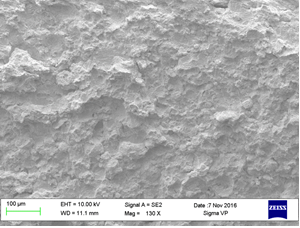 100 µm
EHT = 10.00 kV
Signal A = SE2
Date :7 Nov 2016
WD = 11.1 mm
Mag = 130 X
Sigma VP
ZEISS